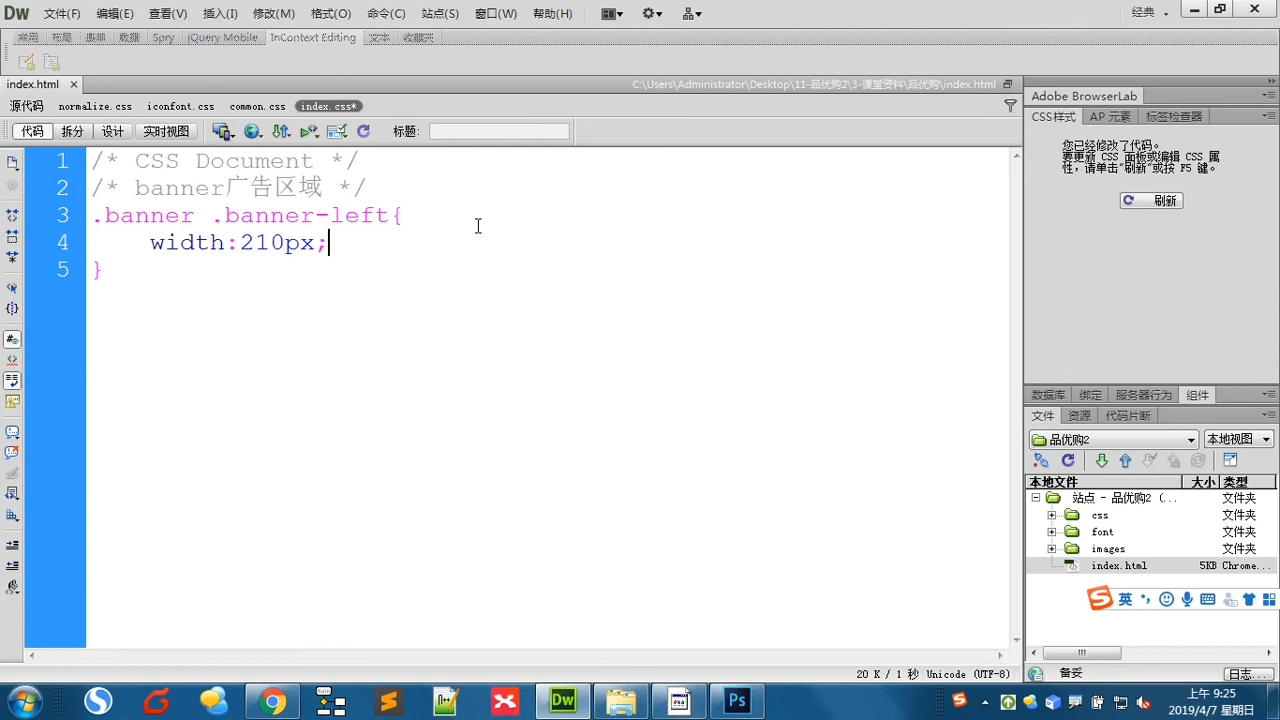 Dw 文件(F) 编辑(E) 查看(V) 插入(I) 修改(M) 格式(O) 命令(C) 站点(S) 窗口(W) 帮助(H) 经典
常用 布局 表单 数据 Spry jQuery Mobile InContext Editing 文本 收藏夹
index.html C:\Users\Administrator\Desktop\11-品优购2\3-课堂资料\品优购\index.html
源代码 normalize.css iconfont.css common.css index.css*
代码 拆分 设计 实时视图 标题:
1 /* CSS Document */
2 /* banner广告区域 */
3 .banner .banner-left{
4 width:210px;
5 }
20 K / 1 秒 Unicode (UTF-8)
Adobe BrowserLab
CSS样式 AP 元素 标签检查器
您已经修改了代码。
要更新 CSS 面板或编辑 CSS 属
性，请单击“刷新”或按 F5 键。
刷新
数据库 绑定 服务器行为 组件
文件 资源 代码片断
品优购2 本地视图
本地文件 大小 类型
站点 - 品优购2 (... 文件夹
css 文件夹
font 文件夹
images 文件夹
index.html 5KB Chrome...
英
备妥 日志...
Dw Ps
上午 9:25
2019/4/7 星期日